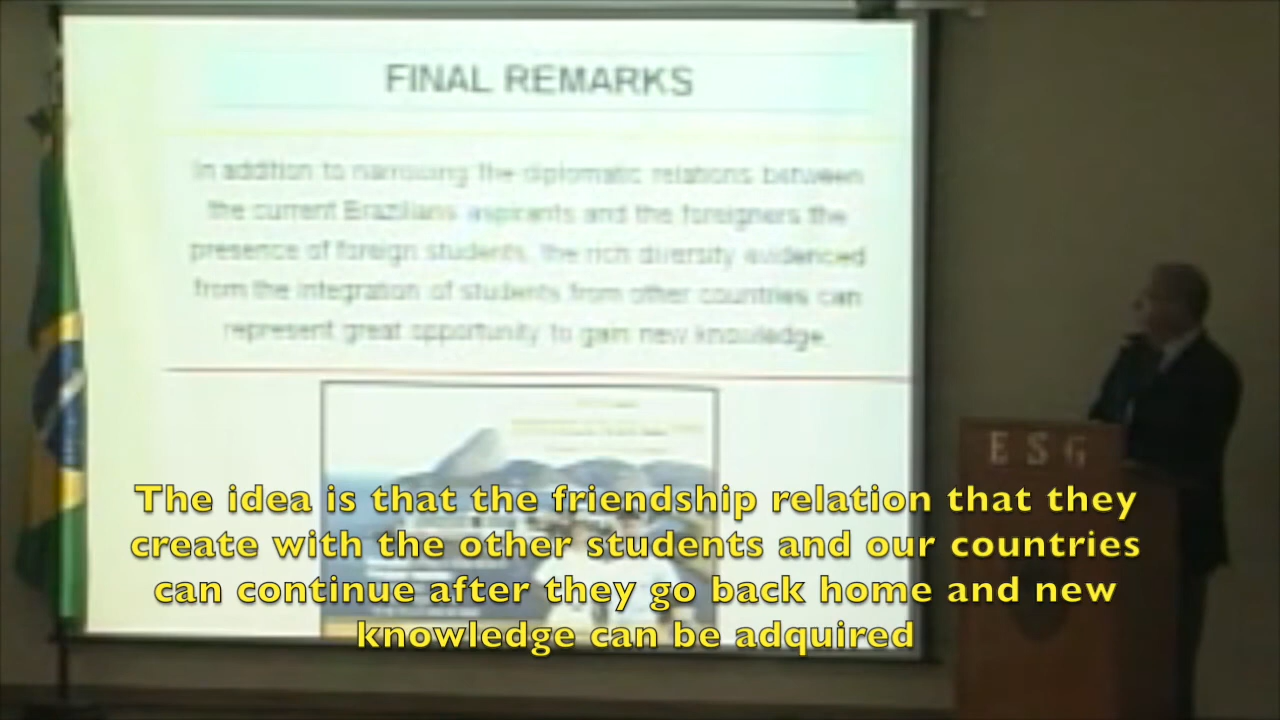 FINAL REMARKS
In addition to narrowing the diplomatic relations between
the current Brazilians aspirants and the foreigners the
presence of foreign students, the rich diversity evidenced
from the integration of students from other countries can
represent great opportunity to gain new knowledge.
ESG
The idea is that the friendship relation that they
create with the other students and our countries
can continue after they go back home and new
knowledge can be adquired